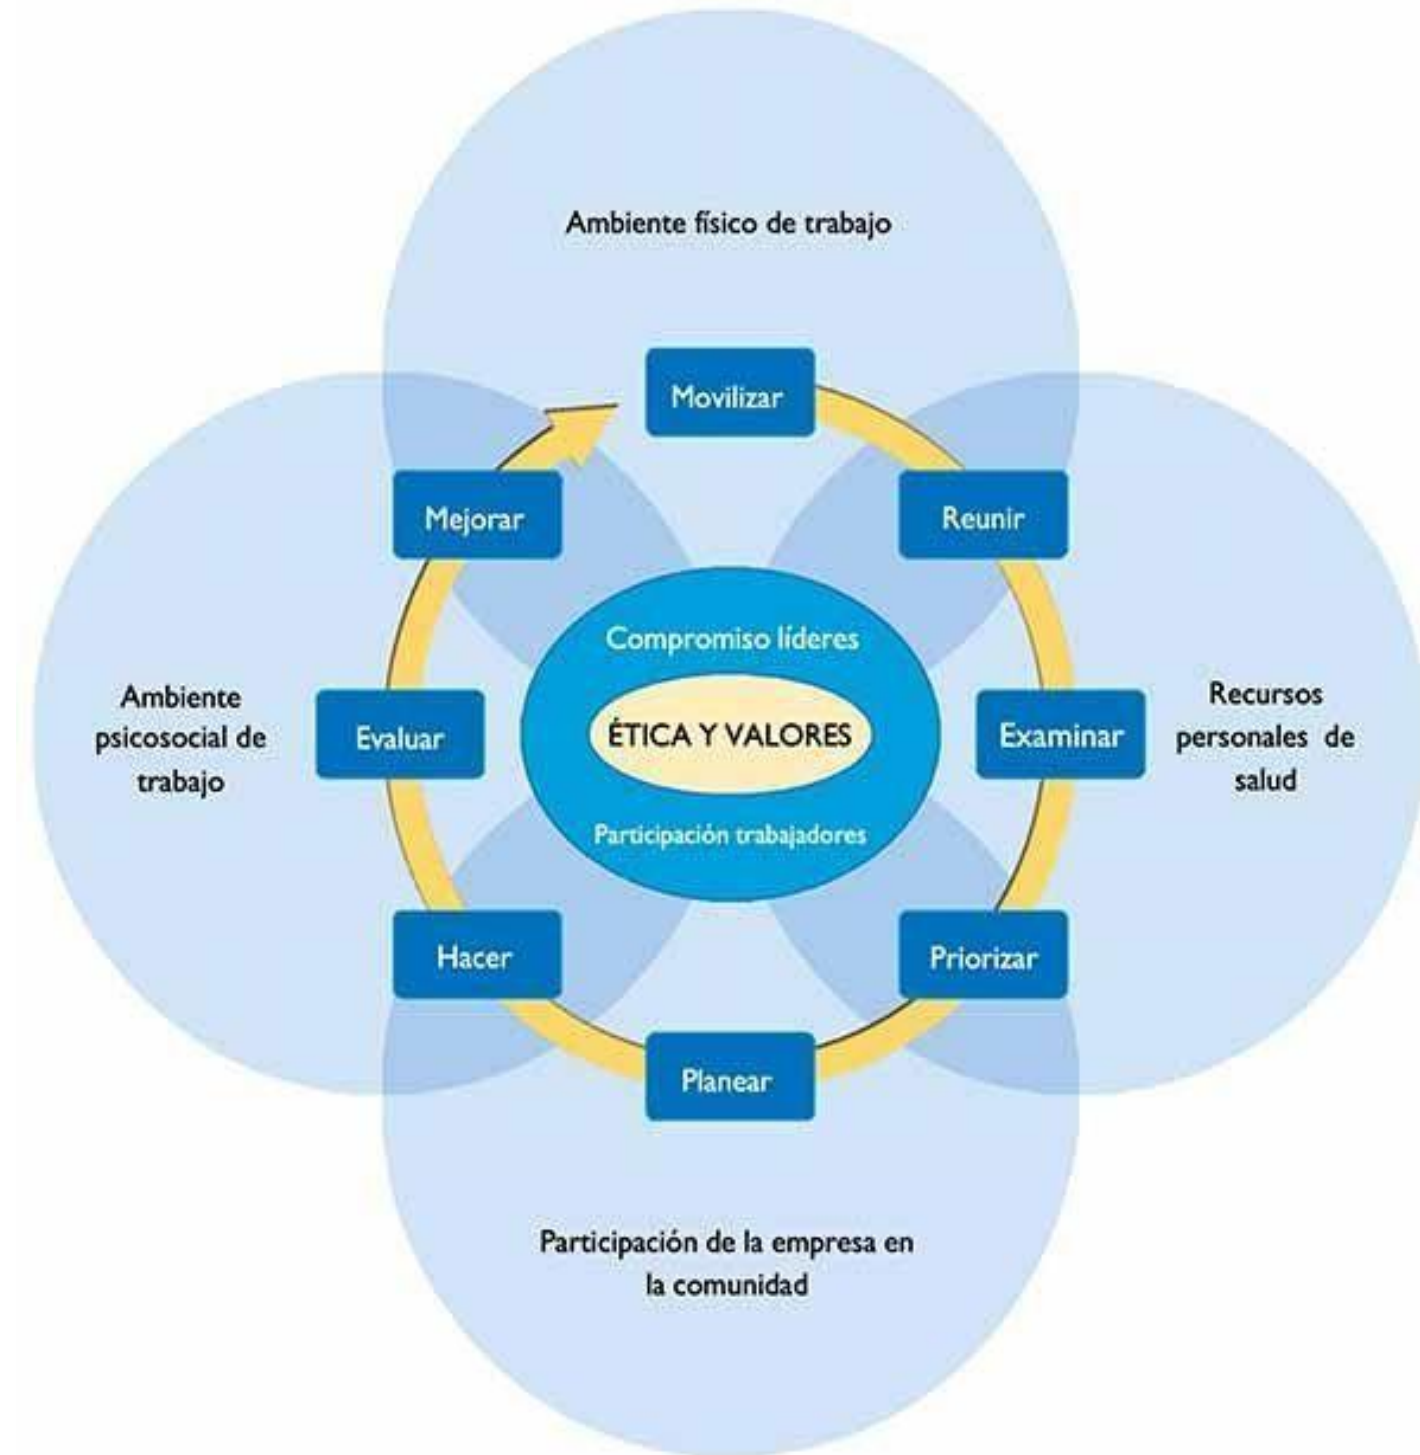 Ambiente físico de trabajo
Movilizar
Mejorar
Reunir
Compromiso líderes
Ambiente
psicosocial de
trabajo
Evaluar
ÉTICA Y VALORES
Examinar
Recursos
personales de
salud
Participación trabajadores
Hacer
Priorizar
Planear
Participación de la empresa en
la comunidad